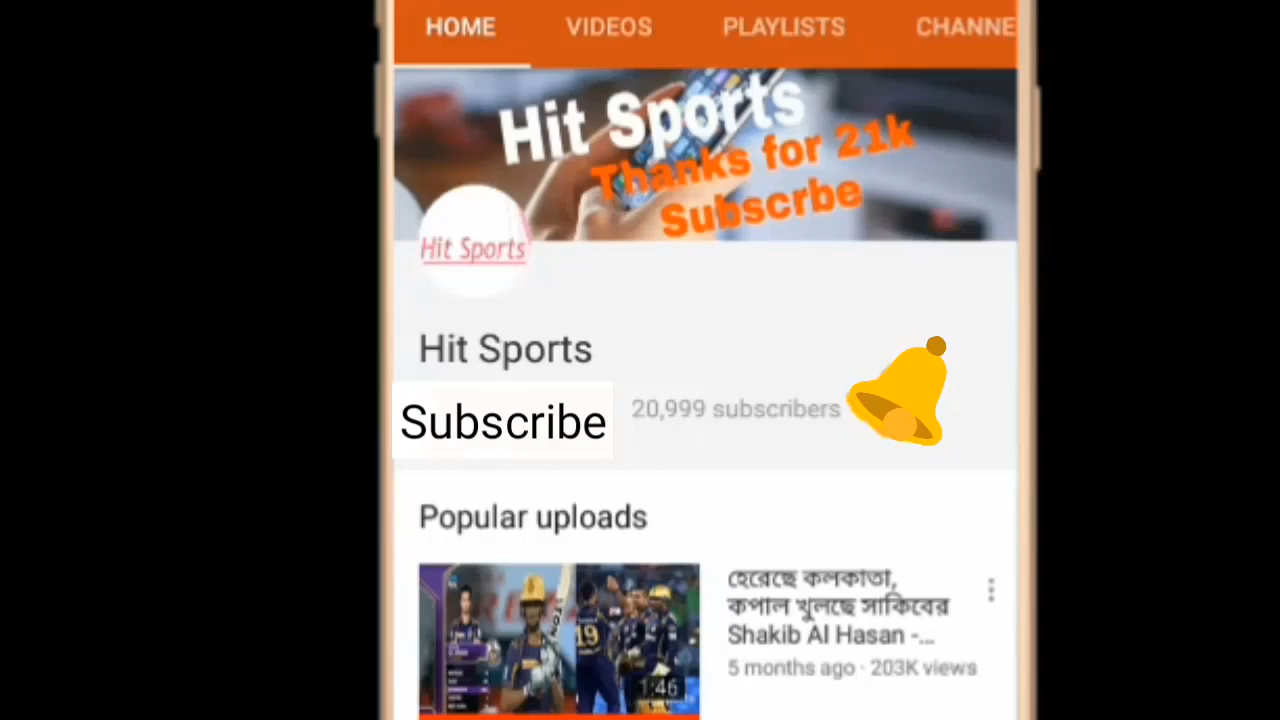 HOME VIDEOS PLAYLISTS CHANNE
Hit Sports
Thanks for 21k
Subscrbe
Hit Sports
Hit Sports
Subscribe 20,999 subscribers
Popular uploads
হেরেছে কলকাতা,
কপাল খুলছে সাকিবের
Shakib Al Hasan -...
5 months ago · 203K views
19
1:46